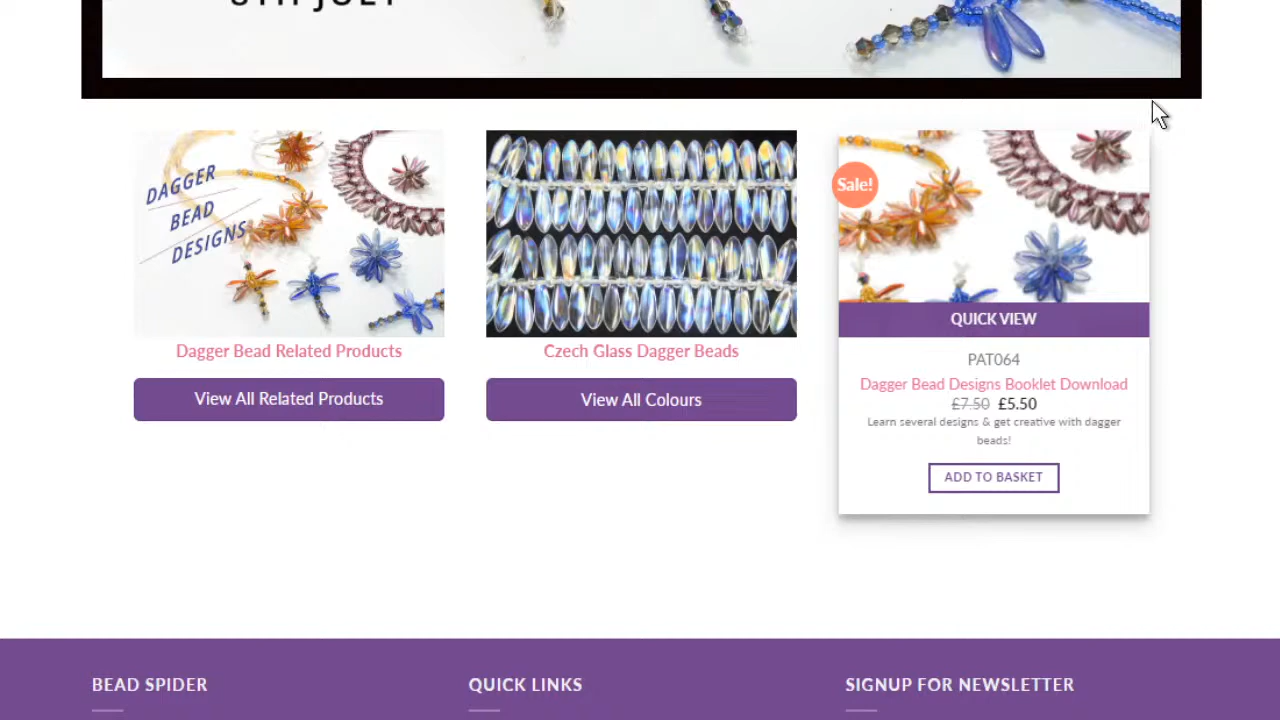 8TH JULY
DAGGER
BEAD
DESIGNS
Sale!
QUICK VIEW
Dagger Bead Related Products
Czech Glass Dagger Beads
PAT064
View All Related Products
View All Colours
Dagger Bead Designs Booklet Download
£7.50 £5.50
Learn several designs & get creative with dagger
beads!
ADD TO BASKET
BEAD SPIDER
QUICK LINKS
SIGNUP FOR NEWSLETTER